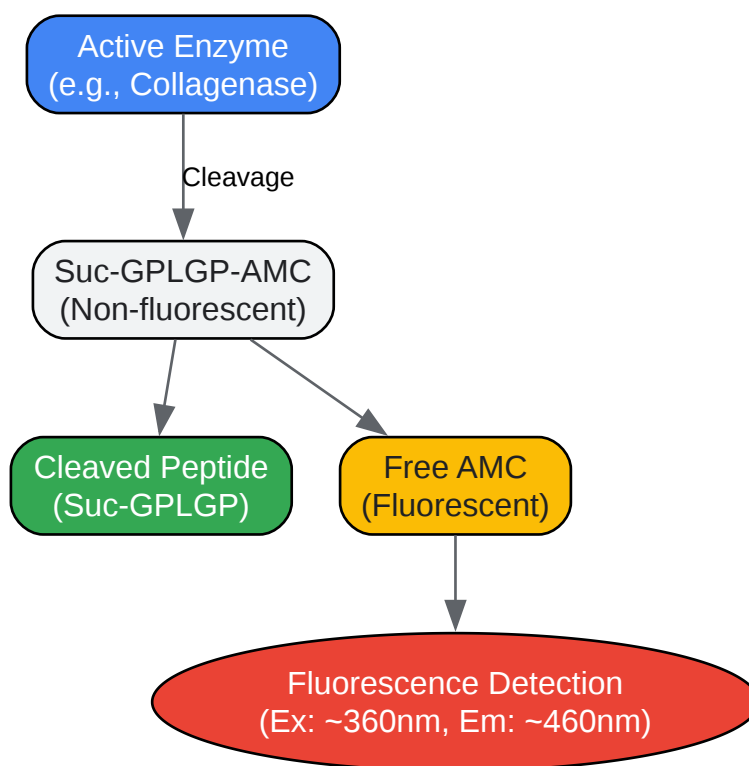 Active Enzyme
(e.g., Collagenase)
Cleavage
Suc-GPLGP-AMC
(Non-fluorescent)
Cleaved Peptide
(Suc-GPLGP)
Free AMC
(Fluorescent)
Fluorescence Detection
(Ex: ~360nm, Em: ~460nm)